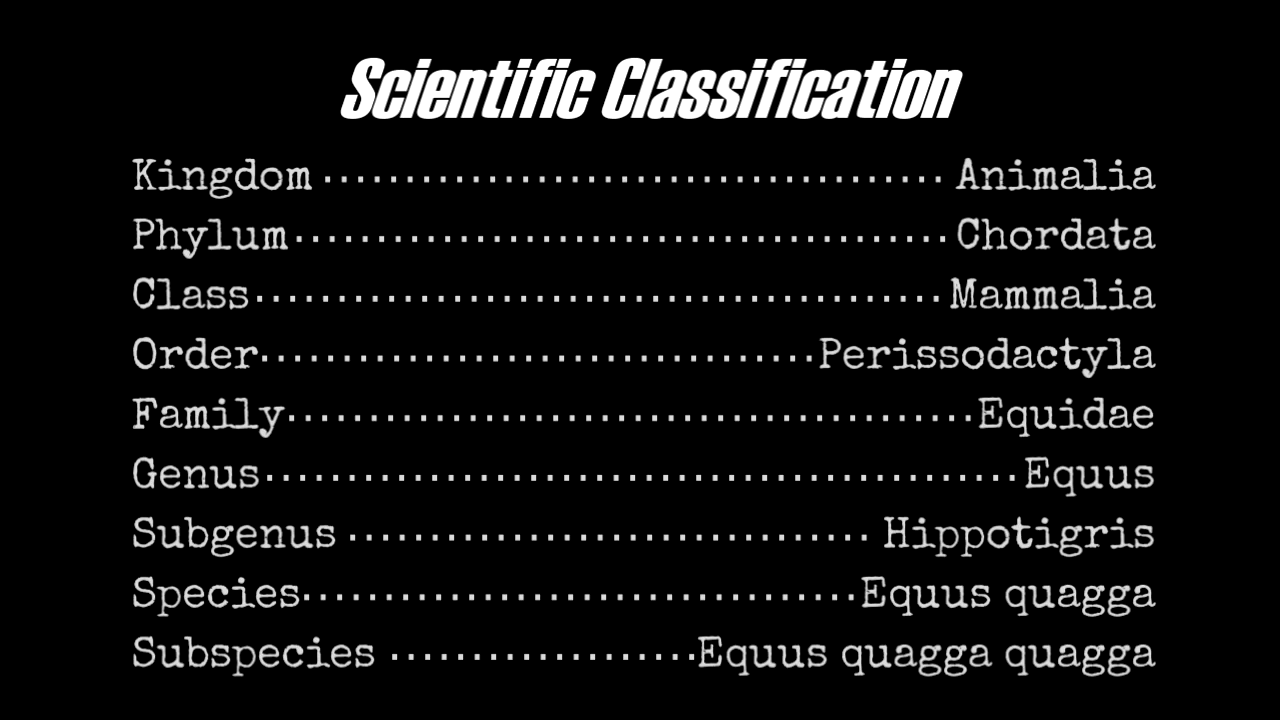 Scientific Classification
Kingdom ...................................... Animalia
Phylum........................................ Chordata
Class.......................................... Mammalia
Order..................................Perissodactyla
Family..........................................Equidae
Genus..............................................Equus
Subgenus ................................ Hippotigris
Species..................................Equus quagga
Subspecies ...................Equus quagga quagga